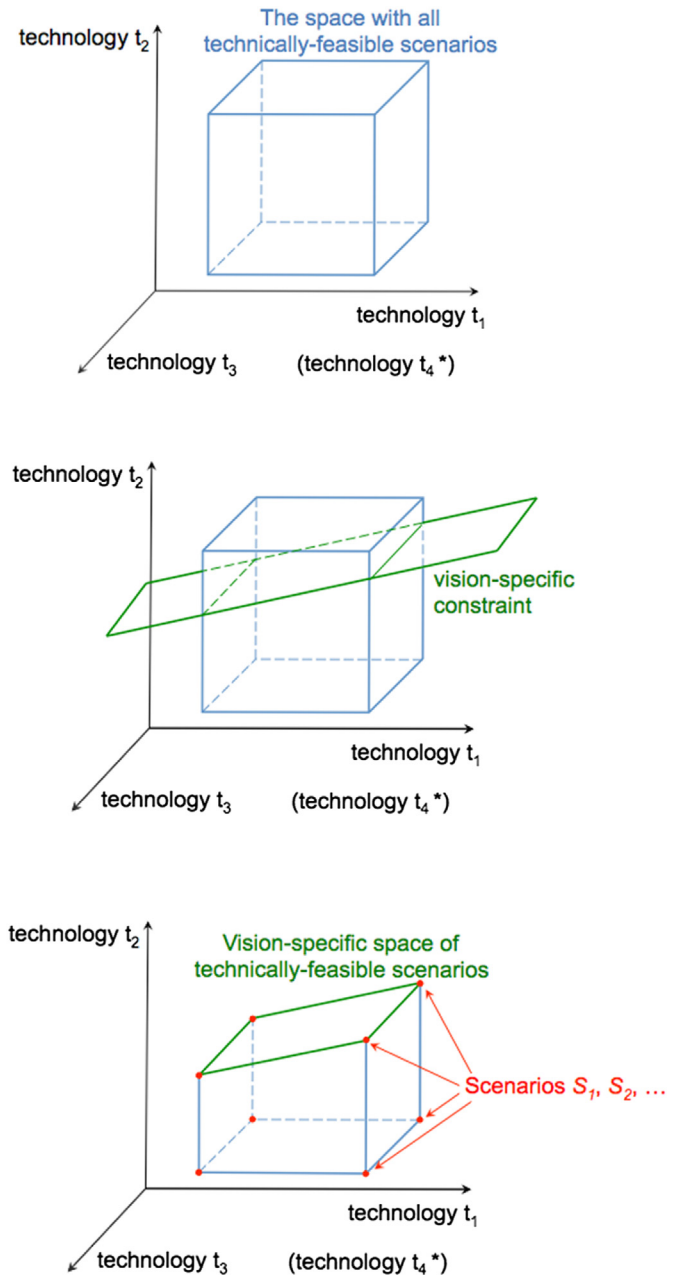 The space with all
technology t₂ technically-feasible scenarios
technology t₁
technology t₃ (technology t₄*)
technology t₂
vision-specific
constraint
technology t₁
technology t₃ (technology t₄*)
technology t₂
Vision-specific space of
technically-feasible scenarios
Scenarios S₁, S₂, ...
technology t₁
technology t₃ (technology t₄*)